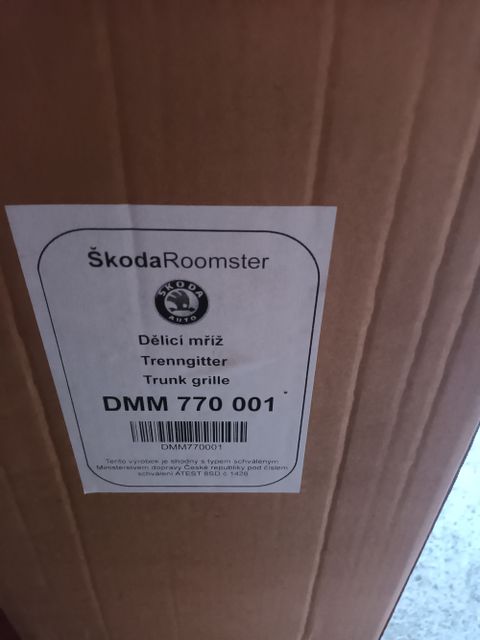 ŠkodaRoomster
ŠKODA
AUTO
Dělicí mříž
Trenngitter
Trunk grille
DMM 770 001
DMM770001
Tento výrobek je shodný s typem schváleným
Ministerstvem dopravy České republiky pod číslem
schválení ATEST 8SD č.1426